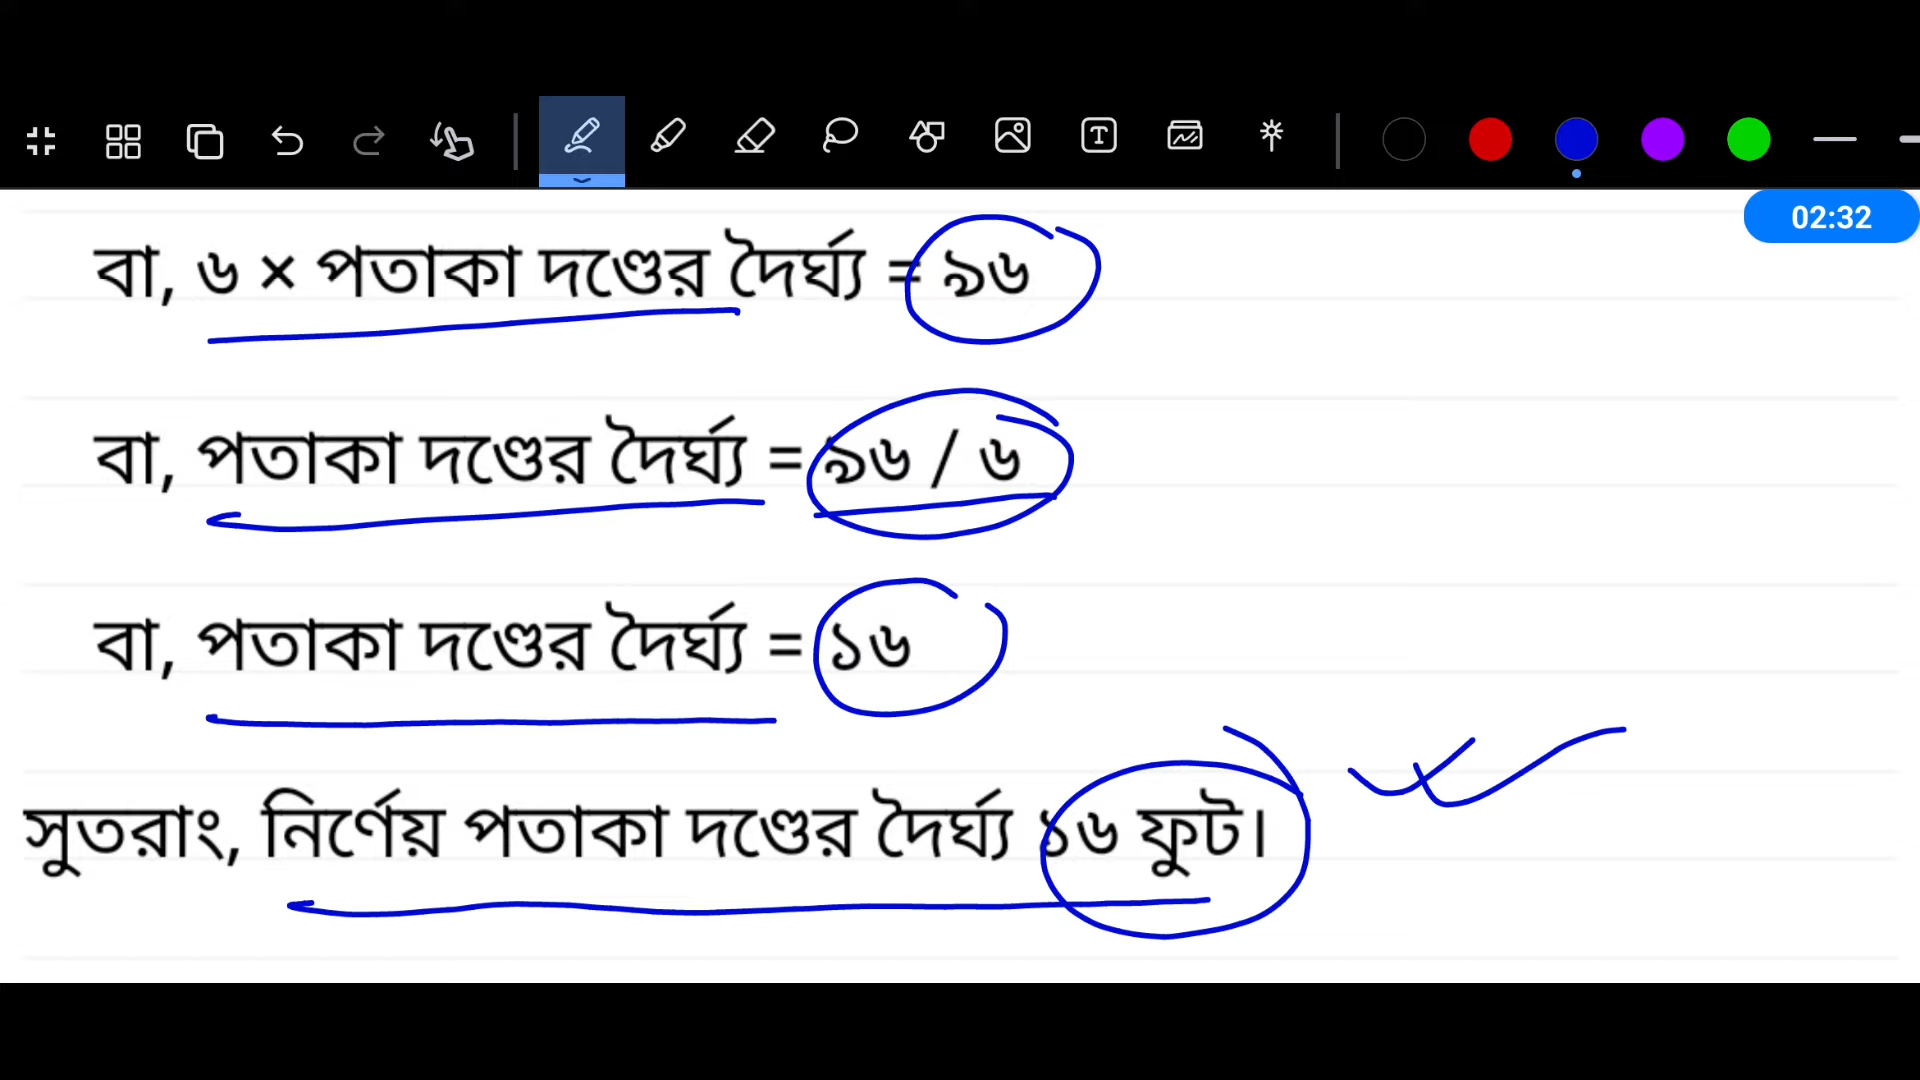 02:32
বা, ৬ × পতাকা দণ্ডের দৈর্ঘ্য = ৯৬
বা, পতাকা দণ্ডের দৈর্ঘ্য = ৯৬ / ৬
বা, পতাকা দণ্ডের দৈর্ঘ্য = ১৬
সুতরাং, নির্ণেয় পতাকা দণ্ডের দৈর্ঘ্য ১৬ ফুট।